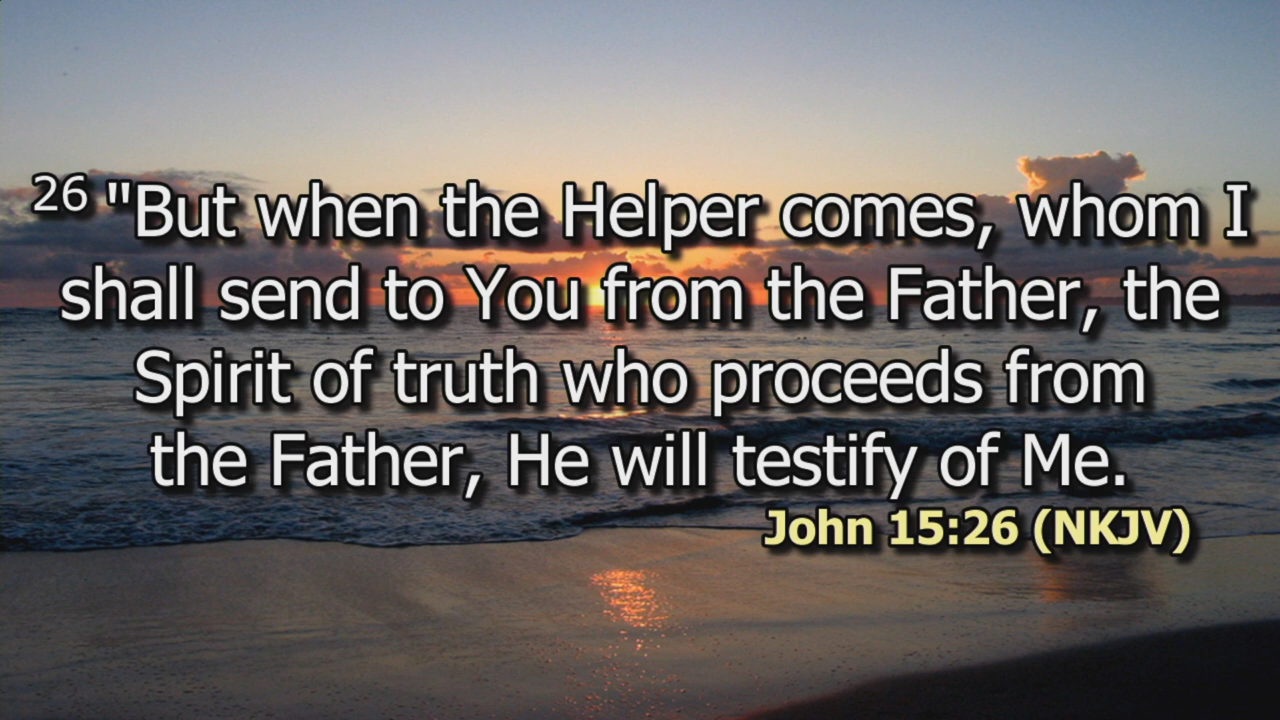 26 "But when the Helper comes, whom I
shall send to You from the Father, the
Spirit of truth who proceeds from
the Father, He will testify of Me.
John 15:26 (NKJV)